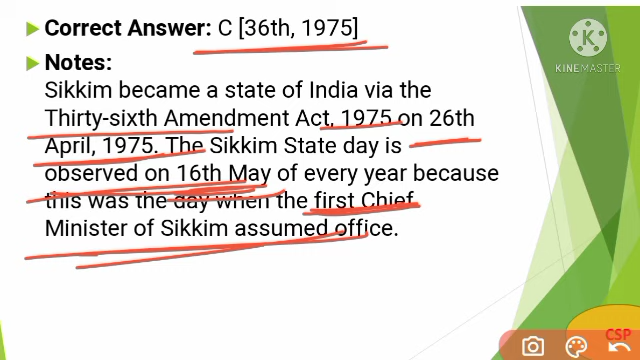 Correct Answer: C [36th, 1975]
Notes:
Sikkim became a state of India via the
Thirty-sixth Amendment Act, 1975 on 26th
April, 1975. The Sikkim State day is
observed on 16th May of every year because
this was the day when the first Chief
Minister of Sikkim assumed office.
KINEMASTER
CSP